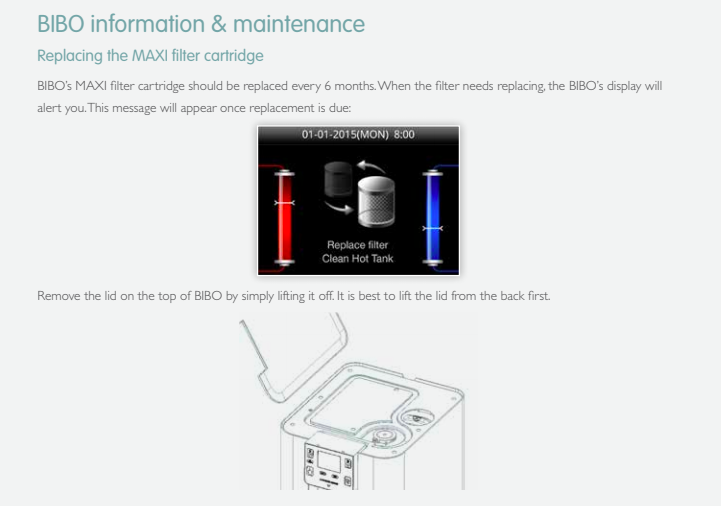 BIBO information & maintenance
Replacing the MAXI filter cartridge
BIBO's MAXI filter cartridge should be replaced every 6 months. When the filter needs replacing, the BIBO's display will
alert you. This message will appear once replacement is due:
01-01-2015(MON) 8:00
Replace filter
Clean Hot Tank
Remove the lid on the top of BIBO by simply lifting it off. It is best to lift the lid from the back first.